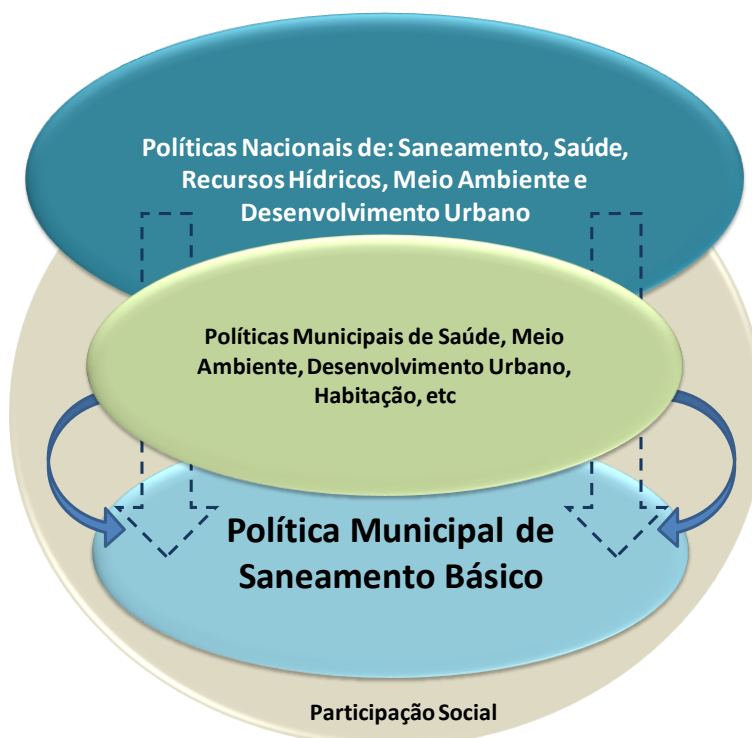 Políticas Nacionais de: Saneamento, Saúde,
Recursos Hídricos, Meio Ambiente e
Desenvolvimento Urbano
Políticas Municipais de Saúde, Meio
Ambiente, Desenvolvimento Urbano,
Habitação, etc
Política Municipal de
Saneamento Básico
Participação Social